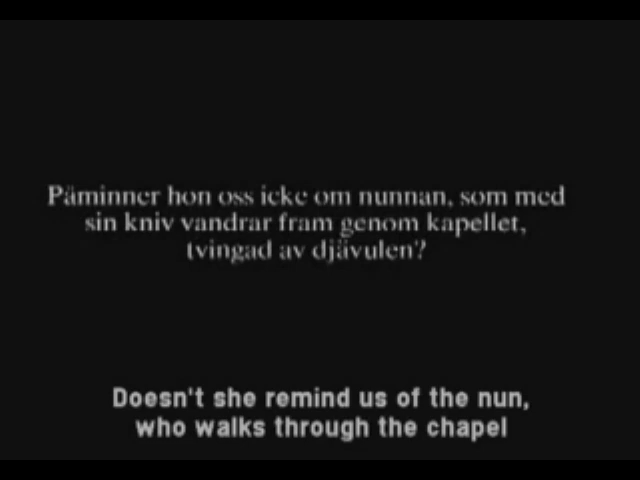 Påminner hon oss icke om nunnan, som med
sin kniv vandrar fram genom kapellet,
tvingad av djävulen?
Doesn't she remind us of the nun,
who walks through the chapel